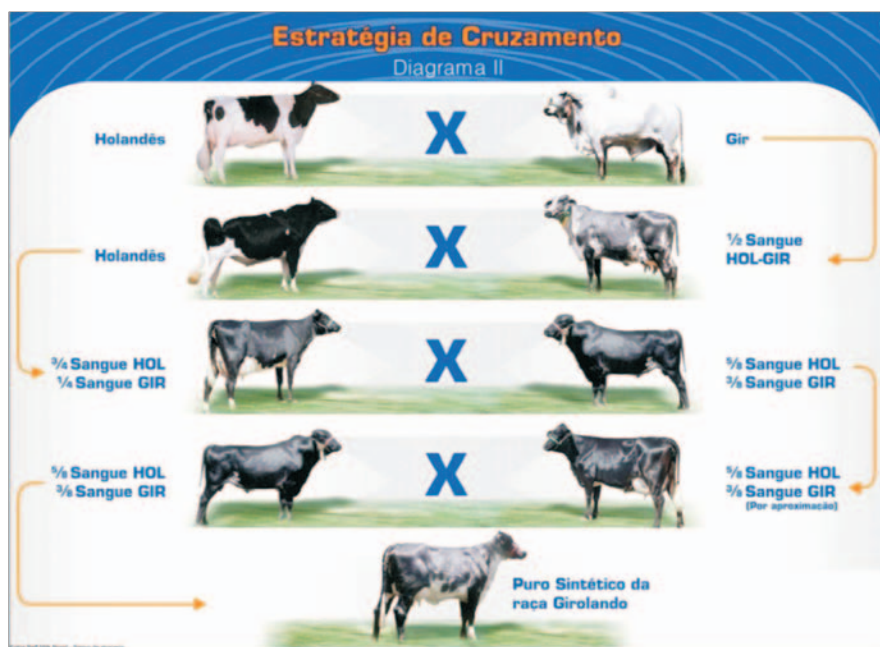 Estratégia de Cruzamento
Diagrama II
Holandês
X
Gir
Holandês
X
½ Sangue
HOL-GIR
¾ Sangue HOL
¼ Sangue GIR
X
⅝ Sangue HOL
⅜ Sangue GIR
⅝ Sangue HOL
⅜ Sangue GIR
X
⅝ Sangue HOL
⅜ Sangue GIR
(Por aproximação)
Puro Sintético da
raça Girolando